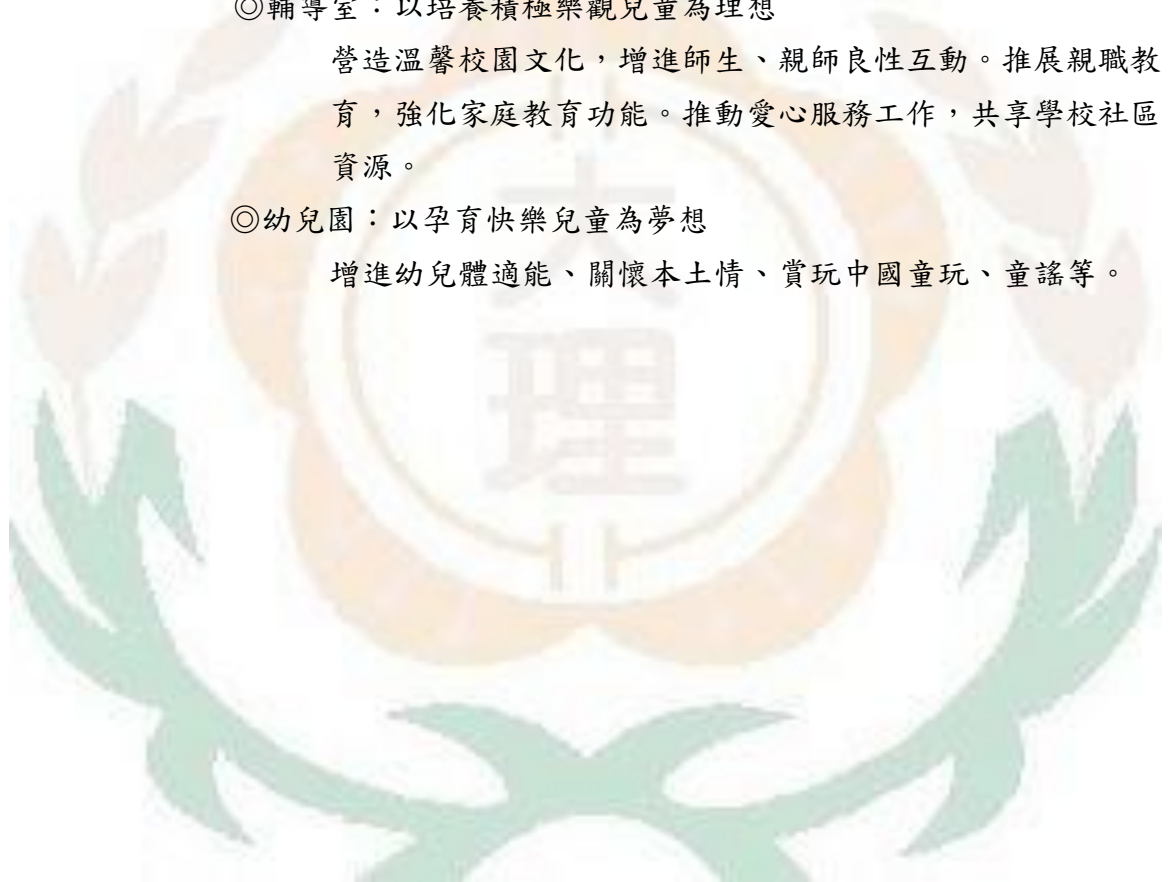 ◎輔導室：以培養積極樂觀兒童為理想
營造溫馨校園文化，增進師生、親師良性互動。推展親職教
育，強化家庭教育功能。推動愛心服務工作，共享學校社區
資源。
◎幼兒園：以孕育快樂兒童為夢想
增進幼兒體適能、關懷本土情、賞玩中國童玩、童謠等。
大
理